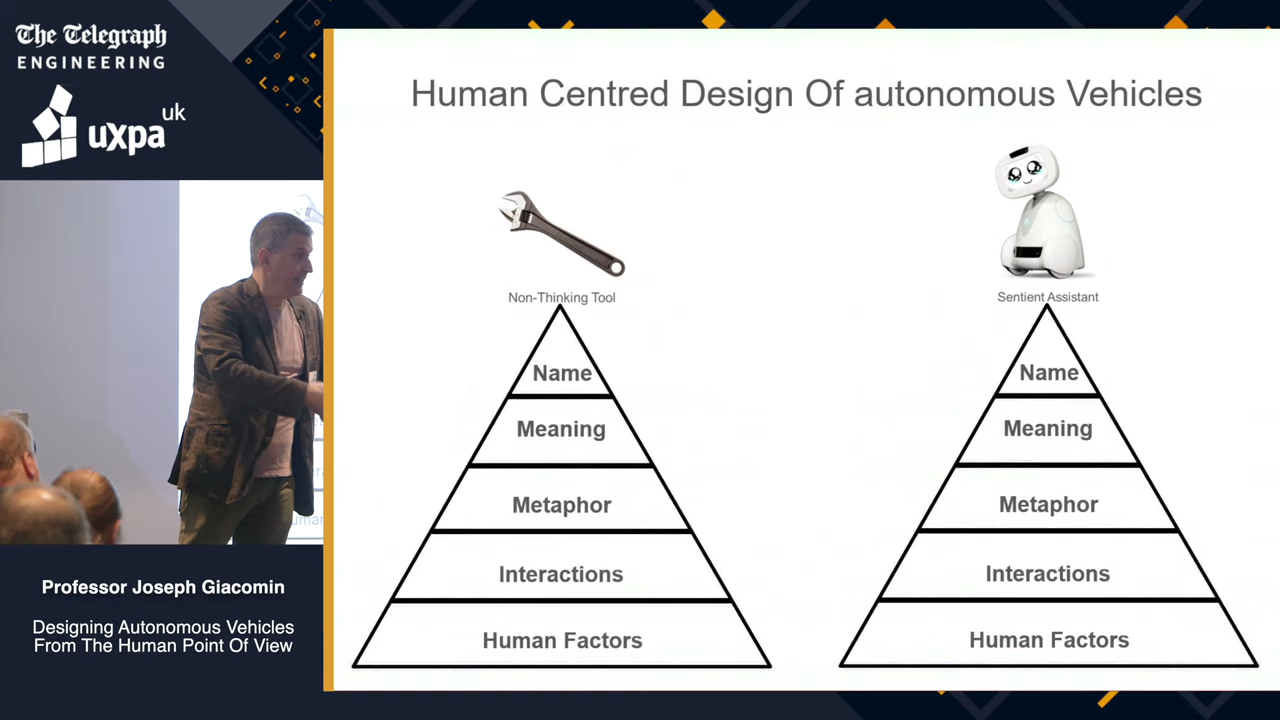 The Telegraph
ENGINEERING
uxpa uk
Human Centred Design Of autonomous Vehicles
Non-Thinking Tool
Name
Meaning
Metaphor
Interactions
Human Factors
Sentient Assistant
Name
Meaning
Metaphor
Interactions
Human Factors
Professor Joseph Giacomin
Designing Autonomous Vehicles
From The Human Point Of View